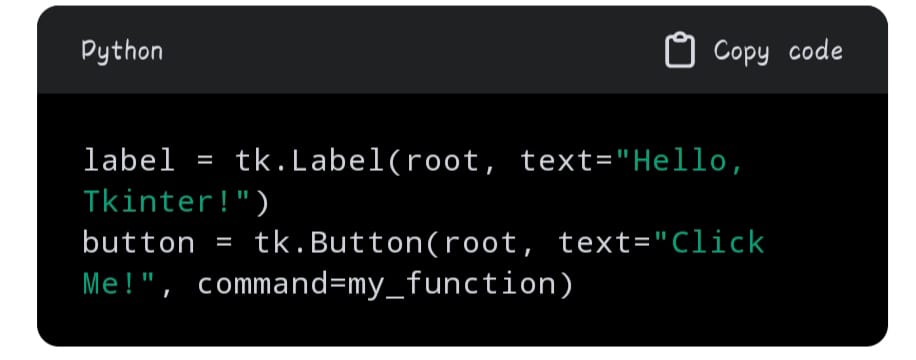 Python
Copy code
label = tk.Label(root, text="Hello,
Tkinter!")
button = tk.Button(root, text="Click
Me!", command=my_function)